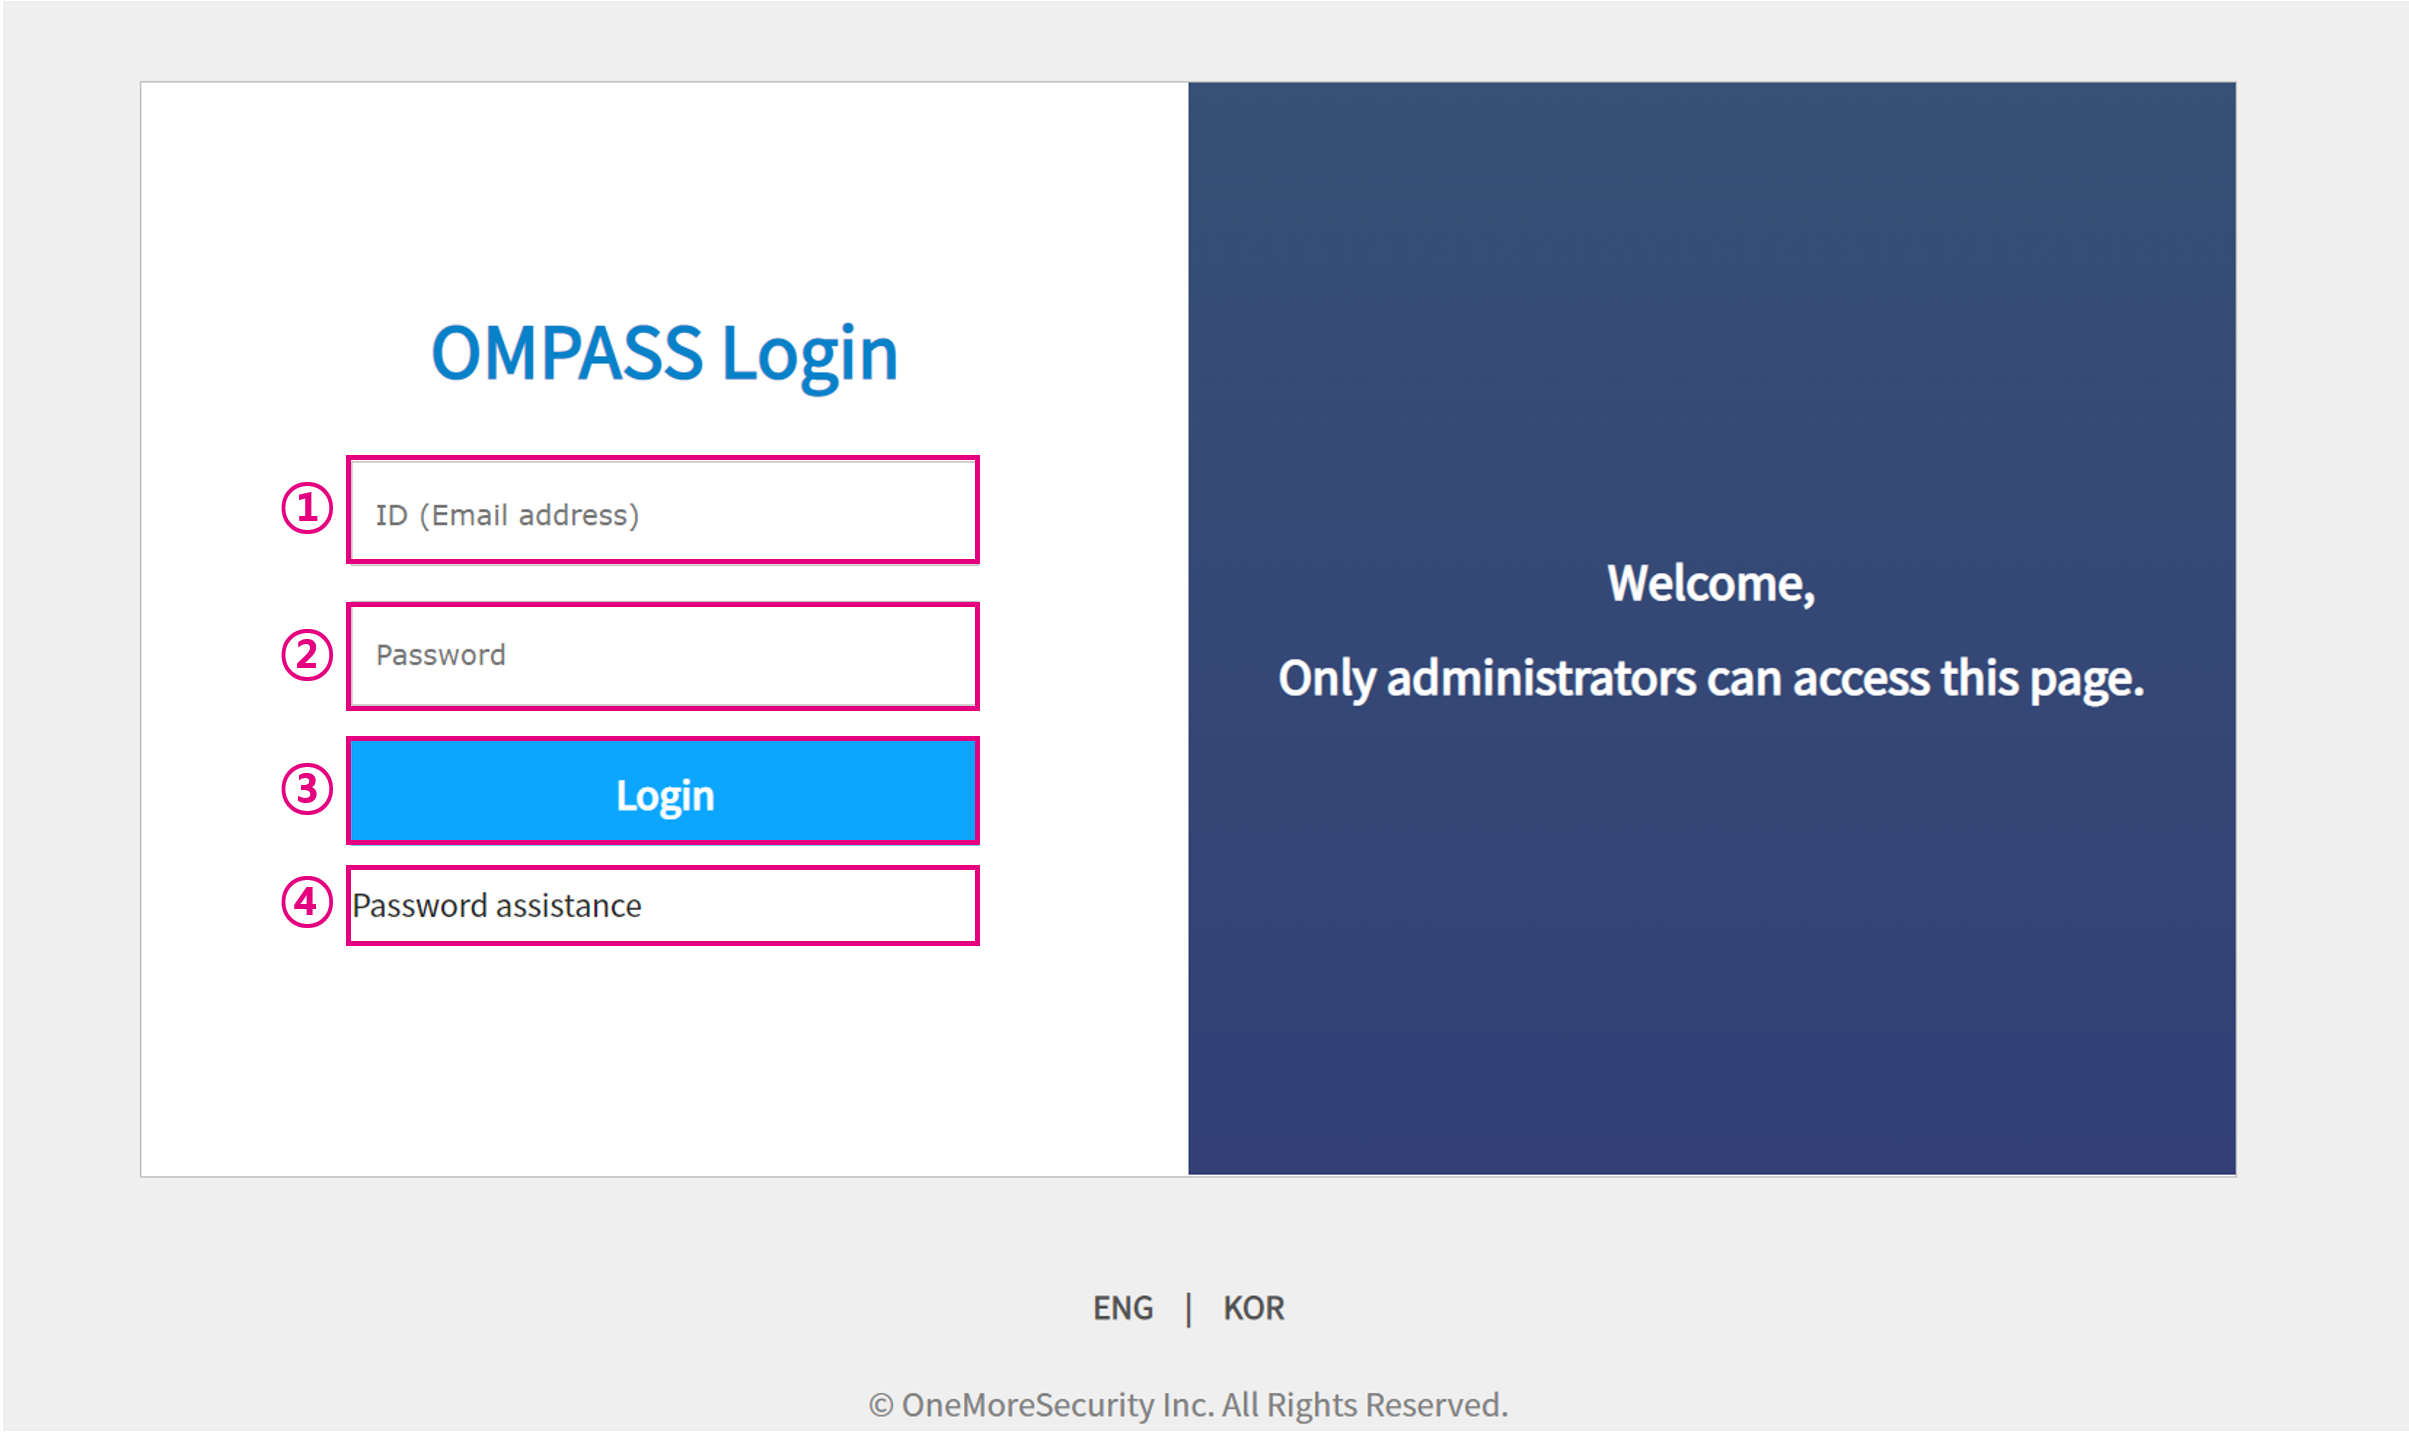 OMPASS Login
① ID (Email address)
② Password
③ Login
④ Password assistance
Welcome,
Only administrators can access this page.
ENG | KOR
© OneMoreSecurity Inc. All Rights Reserved.